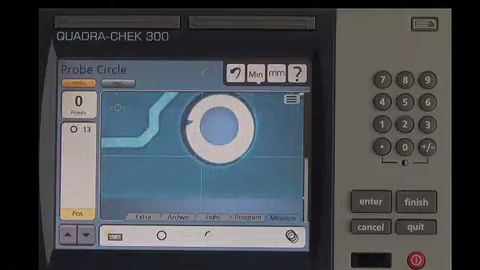 QUADRA-CHEK 300
Probe Circle
Min
mm
?
0
Points
13
Pos
Extra Archive Light Program Measure
7 8 9
4 5 6
1 2 3
• 0 +/-
enter finish
cancel quit